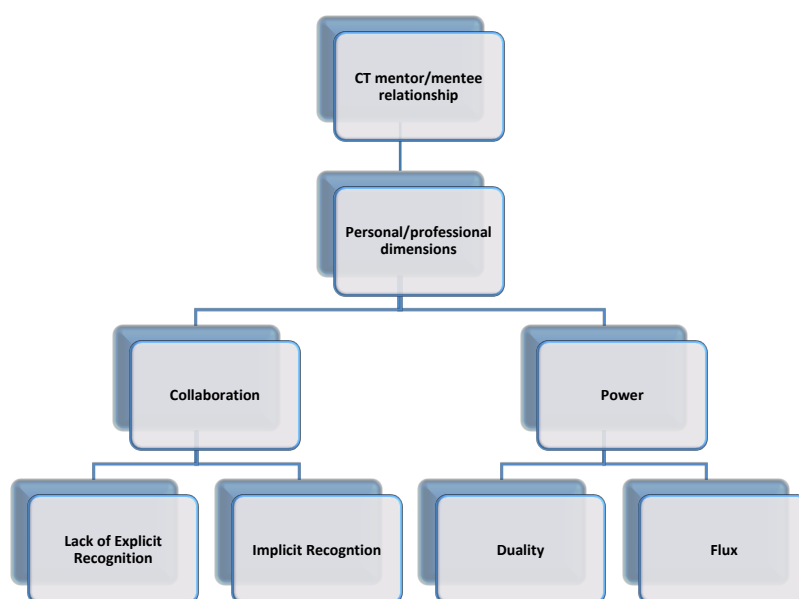 CT mentor/mentee
relationship
Personal/professional
dimensions
Collaboration
Power
Lack of Explicit
Recognition
Implicit Recogntion
Duality
Flux